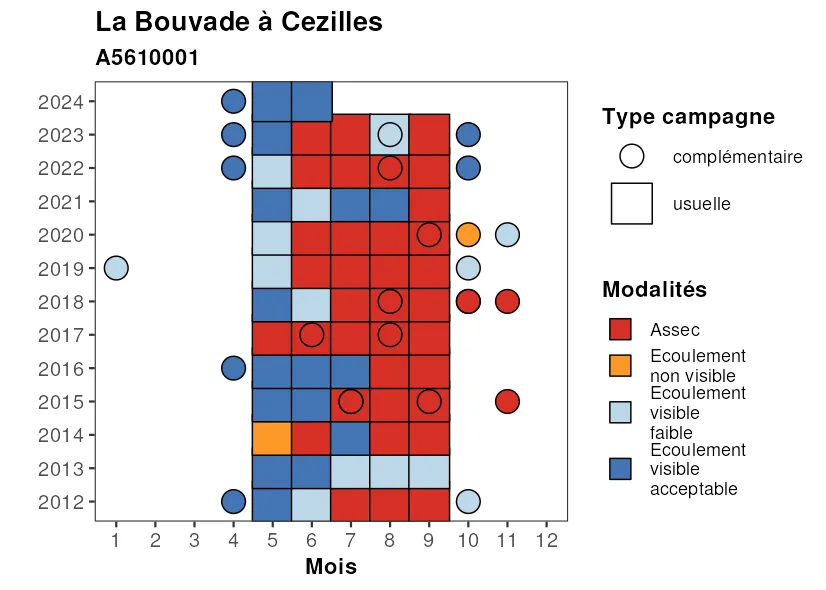 La Bouvade à Cezilles
A5610001
2024
2023
2022
2021
2020
2019
2018
2017
2016
2015
2014
2013
2012
1 2 3 4 5 6 7 8 9 10 11 12
Mois
Type campagne
complémentaire
usuelle
Modalités
Assec
Ecoulement
non visible
Ecoulement
visible
faible
Ecoulement
visible
acceptable